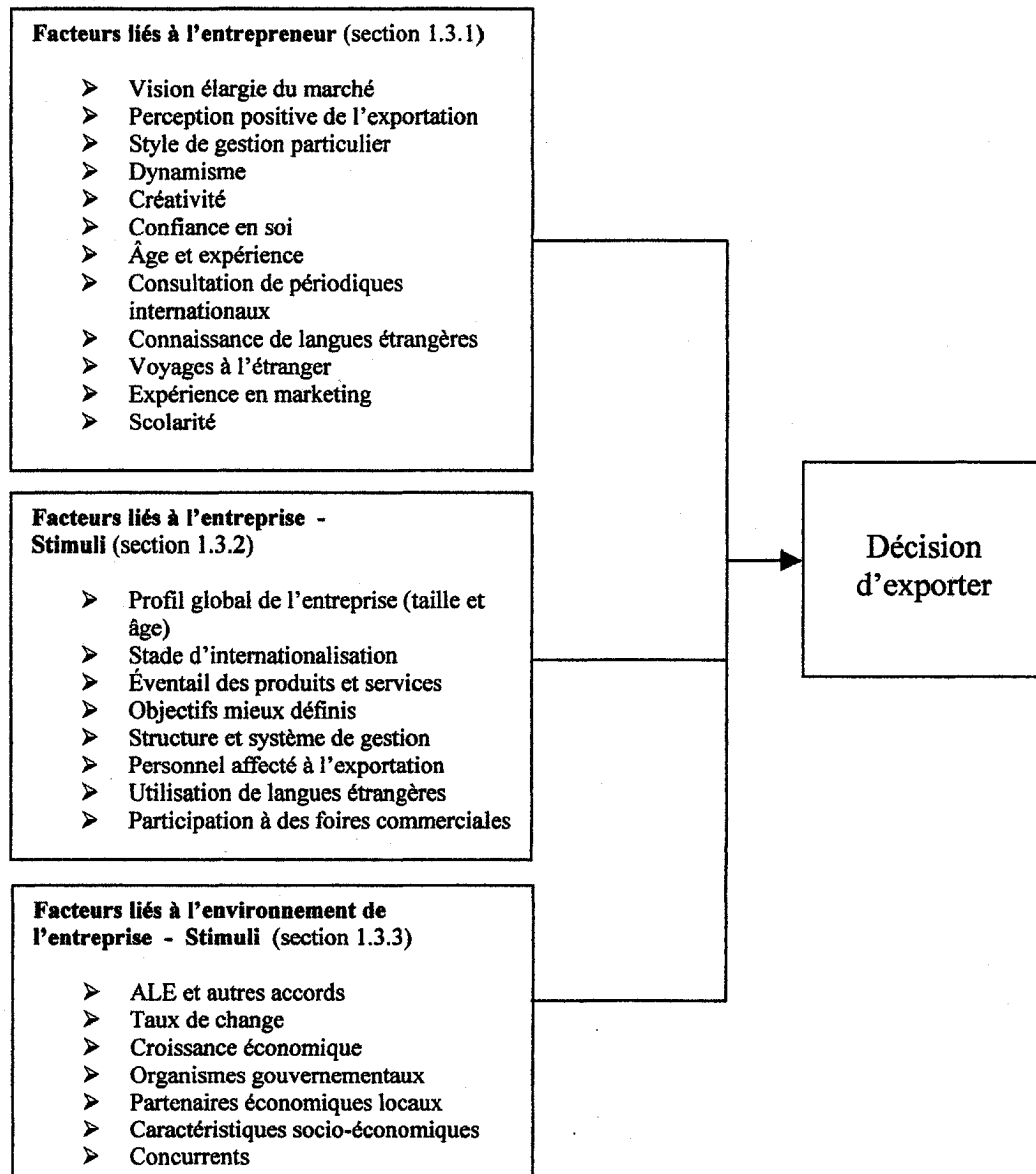 Facteurs liés à l'entrepreneur (section 1.3.1)
➢ Vision élargie du marché
➢ Perception positive de l'exportation
➢ Style de gestion particulier
➢ Dynamisme
➢ Créativité
➢ Confiance en soi
➢ Âge et expérience
➢ Consultation de périodiques
internationaux
➢ Connaissance de langues étrangères
➢ Voyages à l'étranger
➢ Expérience en marketing
➢ Scolarité
Facteurs liés à l'entreprise -
Stimuli (section 1.3.2)
➢ Profil global de l'entreprise (taille et
âge)
➢ Stade d'internationalisation
➢ Éventail des produits et services
➢ Objectifs mieux définis
➢ Structure et système de gestion
➢ Personnel affecté à l'exportation
➢ Utilisation de langues étrangères
➢ Participation à des foires commerciales
Facteurs liés à l'environnement de
l'entreprise - Stimuli (section 1.3.3)
➢ ALE et autres accords
➢ Taux de change
➢ Croissance économique
➢ Organismes gouvernementaux
➢ Partenaires économiques locaux
➢ Caractéristiques socio-économiques
➢ Concurrents
Décision
d'exporter